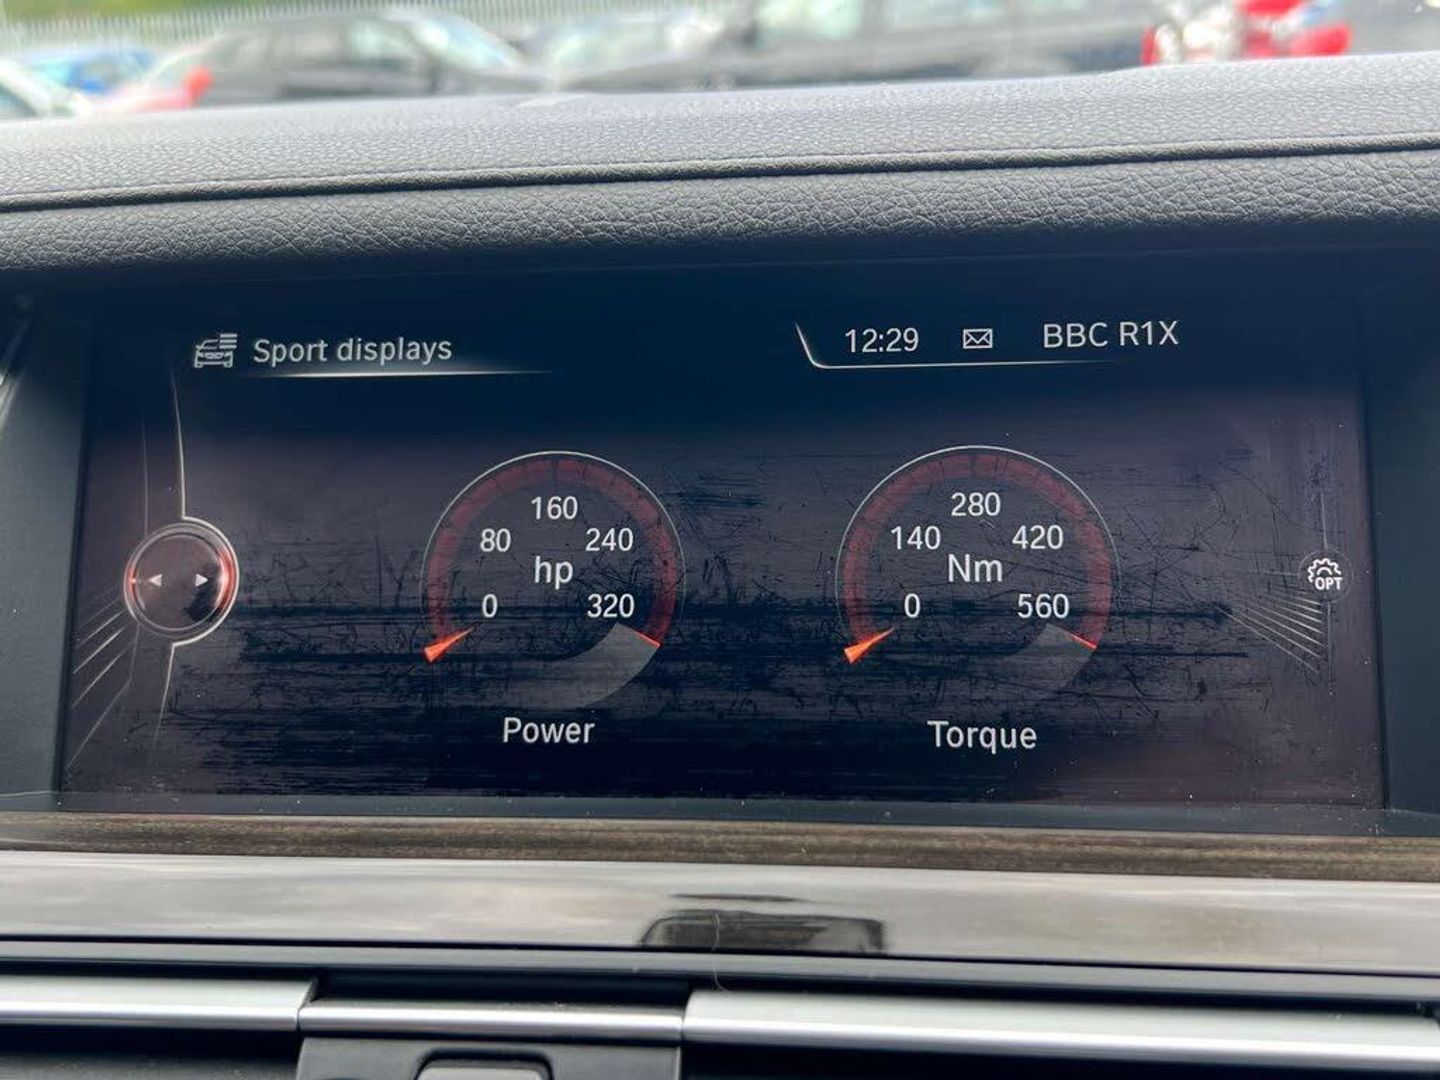 Sport displays
12:29 BBC R1X
160
80 240
hp
0 320
Power
280
140 420
Nm
0 560
Torque
OPT